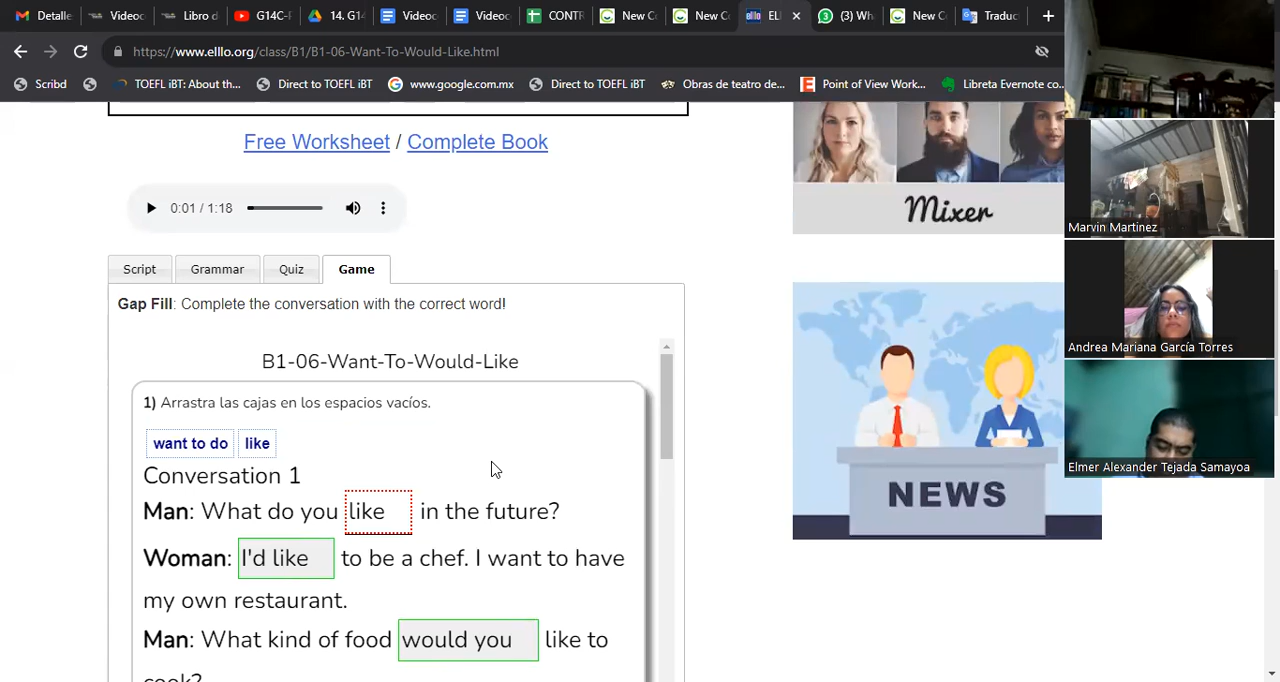 Detalle
Videoc
Libro d
G14C-P
14. G14
Videoc
Videoc
CONTR
New Co
New Co
ELL
(3) Wh
New Co
Traduc
https://www.elllo.org/class/B1/B1-06-Want-To-Would-Like.html
Scribd
TOEFL iBT: About th...
Direct to TOEFL iBT
www.google.com.mx
Direct to TOEFL iBT
Obras de teatro de...
Point of View Work...
Libreta Evernote co...
Free Worksheet / Complete Book
0:01 / 1:18
Script Grammar Quiz Game
Gap Fill: Complete the conversation with the correct word!
B1-06-Want-To-Would-Like
1) Arrastra las cajas en los espacios vacíos.
want to do like
Conversation 1
Man: What do you like in the future?
Woman: I'd like to be a chef. I want to have
my own restaurant.
Man: What kind of food would you like to
cook?
Mixer
NEWS
Marvin Martinez
Andrea Mariana García Torres
Elmer Alexander Tejada Samayoa